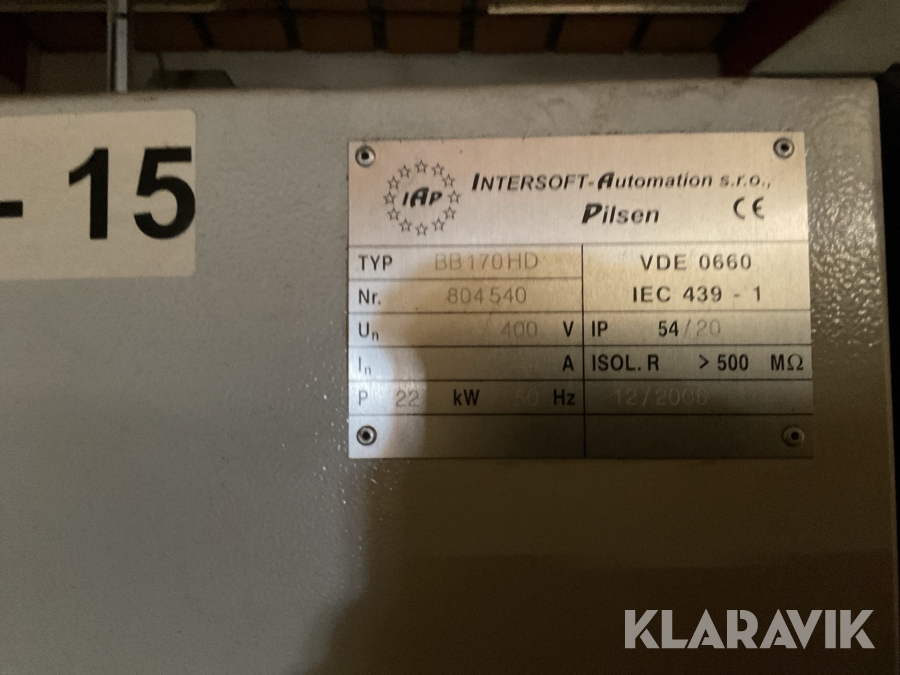 - 15
IAP
INTERSOFT-Automation s.r.o.,
Pilsen CE
TYP BB170HD VDE 0660
Nr. 804540 IEC 439 - 1
Un 400 V IP 54/20
In A ISOL. R > 500 MΩ
P 22 kW 50 Hz
KLARAVIK